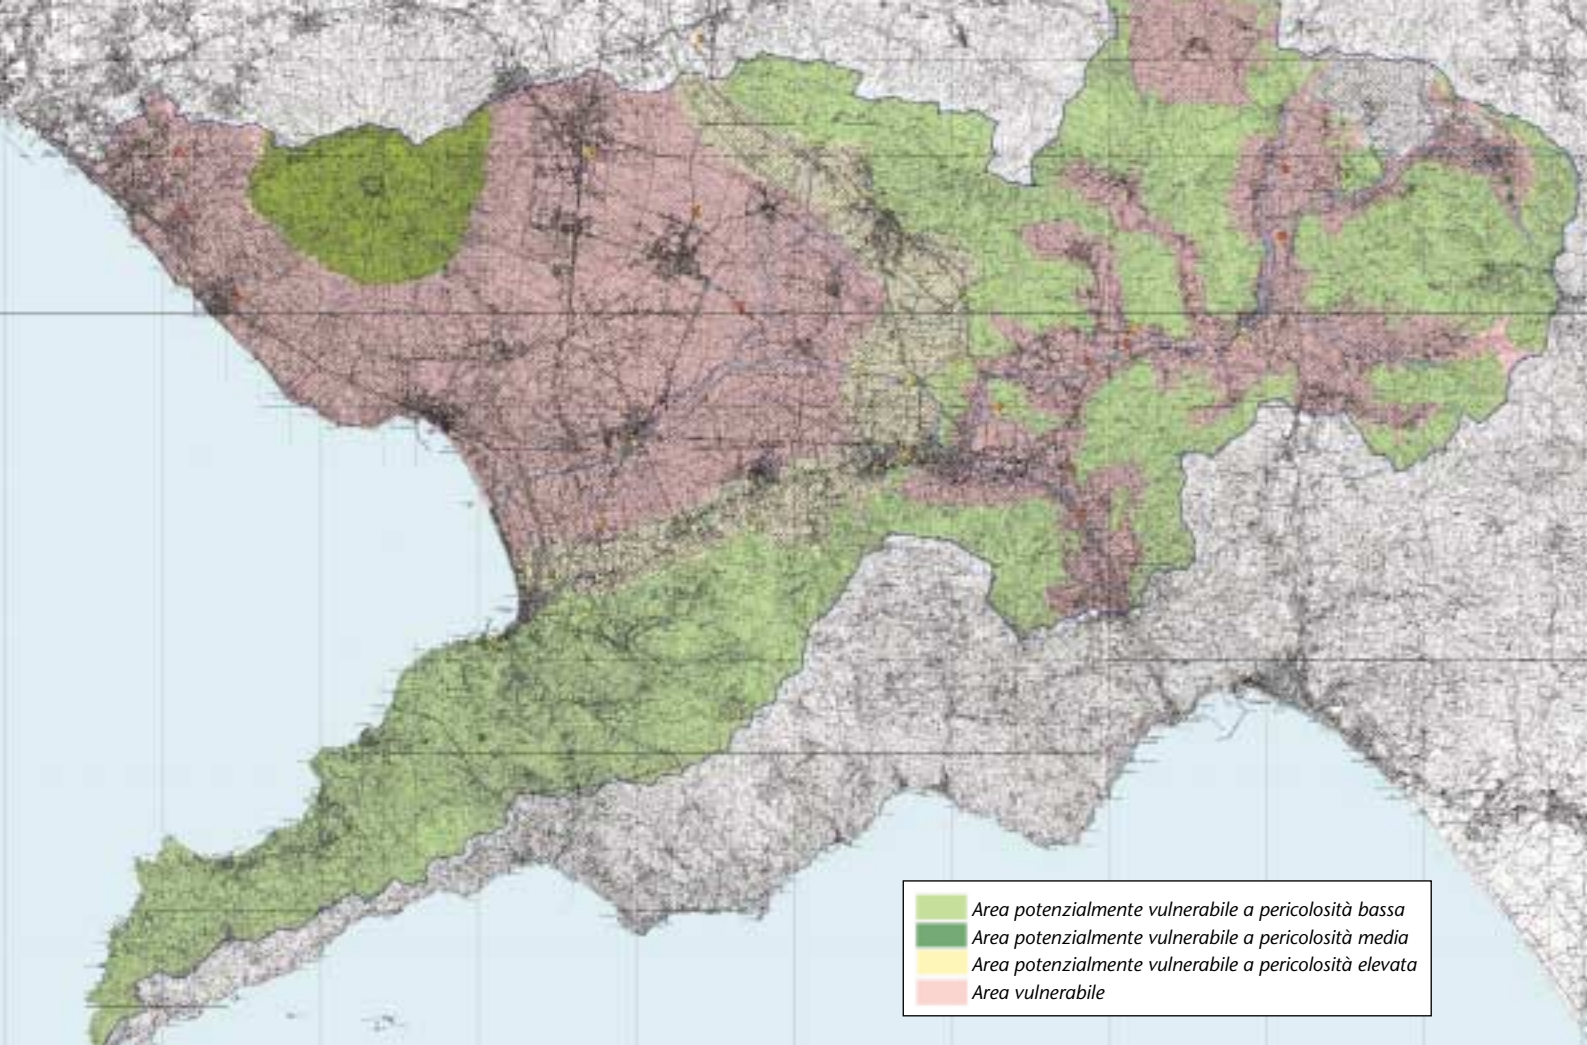 Area potenzialmente vulnerabile a pericolosità bassa
Area potenzialmente vulnerabile a pericolosità media
Area potenzialmente vulnerabile a pericolosità elevata
Area vulnerabile